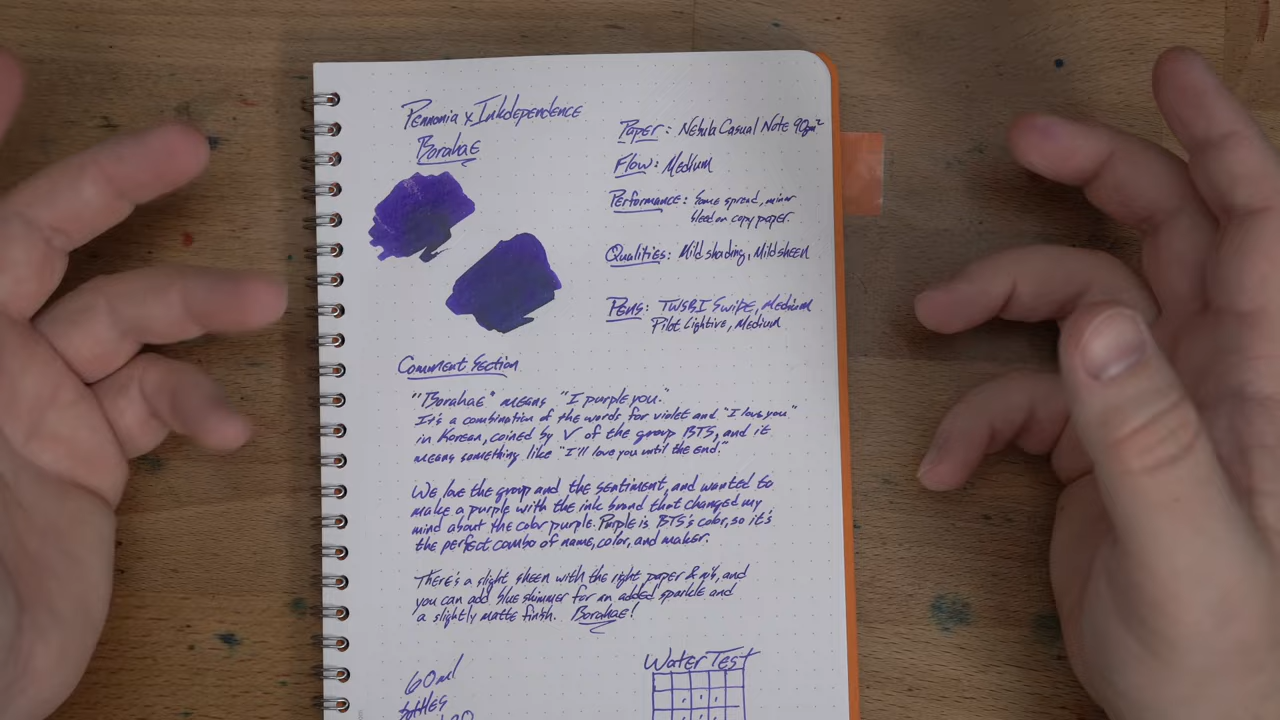 Pennonia x Inkdependence
Borahae
Paper: Nebula Casual Note 90gm²
Flow: Medium
Performance: Some spread, minor
bleed on copy paper.
Qualities: Mild shading, Mild sheen
Pens: TWSBI Swipe, Medium
Pilot Lightive, Medium
Comment Section
"Borahae" means "I purple you."
It's a combination of the words for violet and "I love you"
in Korean, coined by V of the group BTS, and it
means something like "I'll love you until the end."
We love the group and the sentiment, and wanted to
make a purple with the ink brand that changed my
mind about the color purple. Purple is BTS's color, so it's
the perfect combo of name, color, and maker.
There's a slight sheen with the right paper & nib, and
you can add blue shimmer for an added sparkle and
a slightly matte finish. Borahae!
60ml
bottles
Water Test